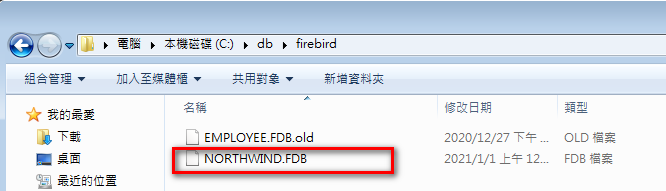 電腦 ▸ 本機磁碟 (C:) ▸ db ▸ firebird
組合管理 ▾ 加入至媒體櫃 ▾ 共用對象 ▾ 新增資料夾
我的最愛
下載
桌面
最近的位置
名稱 修改日期 類型
EMPLOYEE.FDB.old 2020/12/27 下午 ... OLD 檔案
NORTHWIND.FDB 2021/1/1 上午 12... FDB 檔案